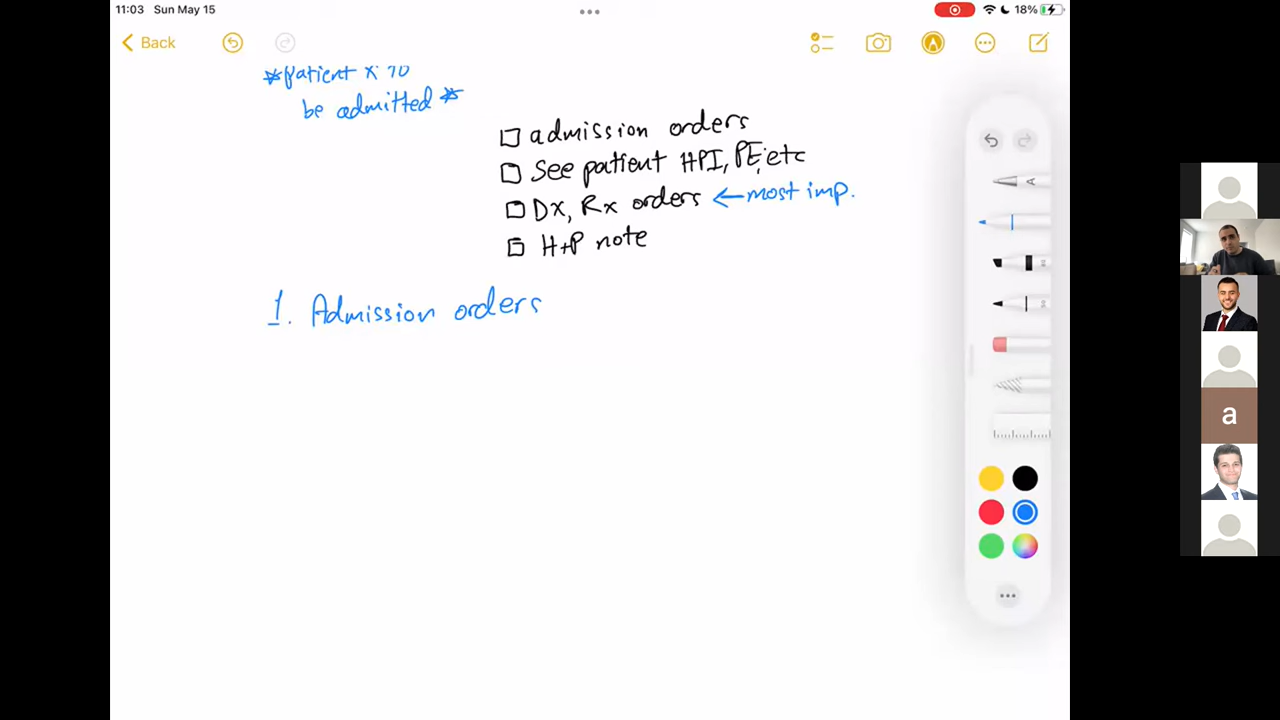 11:03 Sun May 15
18%
Back
*patient x to
be admitted*
admission orders
See patient HPI, PE, etc
Dx, Rx orders ← most imp.
H+P note
1. Admission orders
A
a